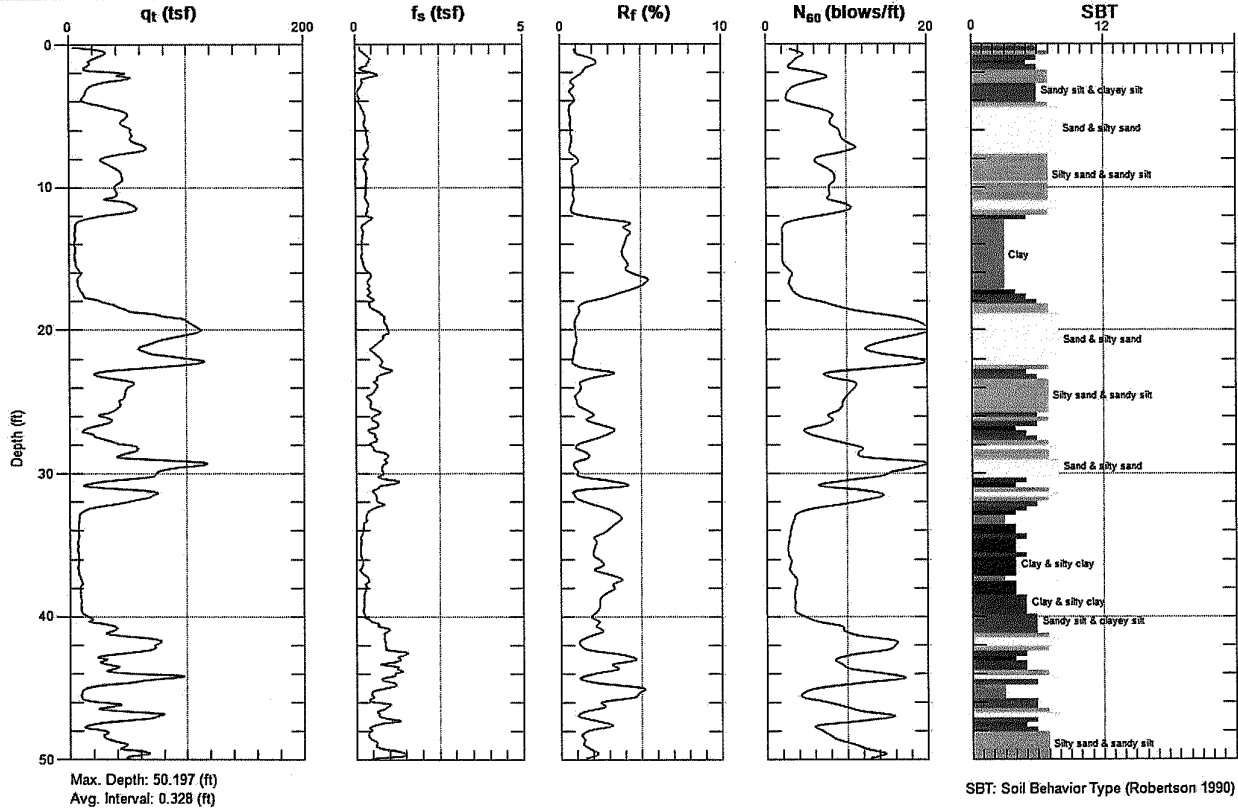 qt (tsf)
fs (tsf)
Rf (%)
N60 (blows/ft)
SBT
0 200
0 5
0 10
0 20
0 12
0
10
20
30
40
50
Depth (ft)
Sandy silt & clayey silt
Sand & silty sand
Silty sand & sandy silt
Clay
Sand & silty sand
Silty sand & sandy silt
Sand & silty sand
Clay & silty clay
Clay & silty clay
Sandy silt & clayey silt
Silty sand & sandy silt
Max. Depth: 50.197 (ft)
Avg. Interval: 0.328 (ft)
SBT: Soil Behavior Type (Robertson 1990)